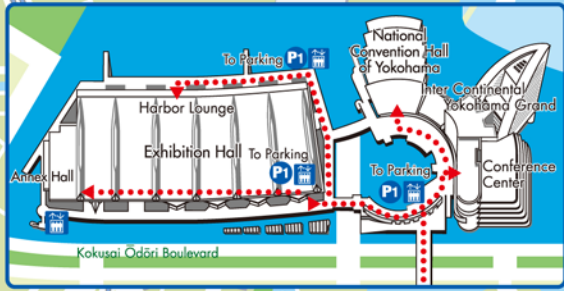 To Parking P1
National
Convention Hall
of Yokohama
Inter Continental
Yokohama Grand
Harbor Lounge
Exhibition Hall
To Parking
P1
Annex Hall
To Parking
P1
Conference
Center
Kokusai Ōdōri Boulevard